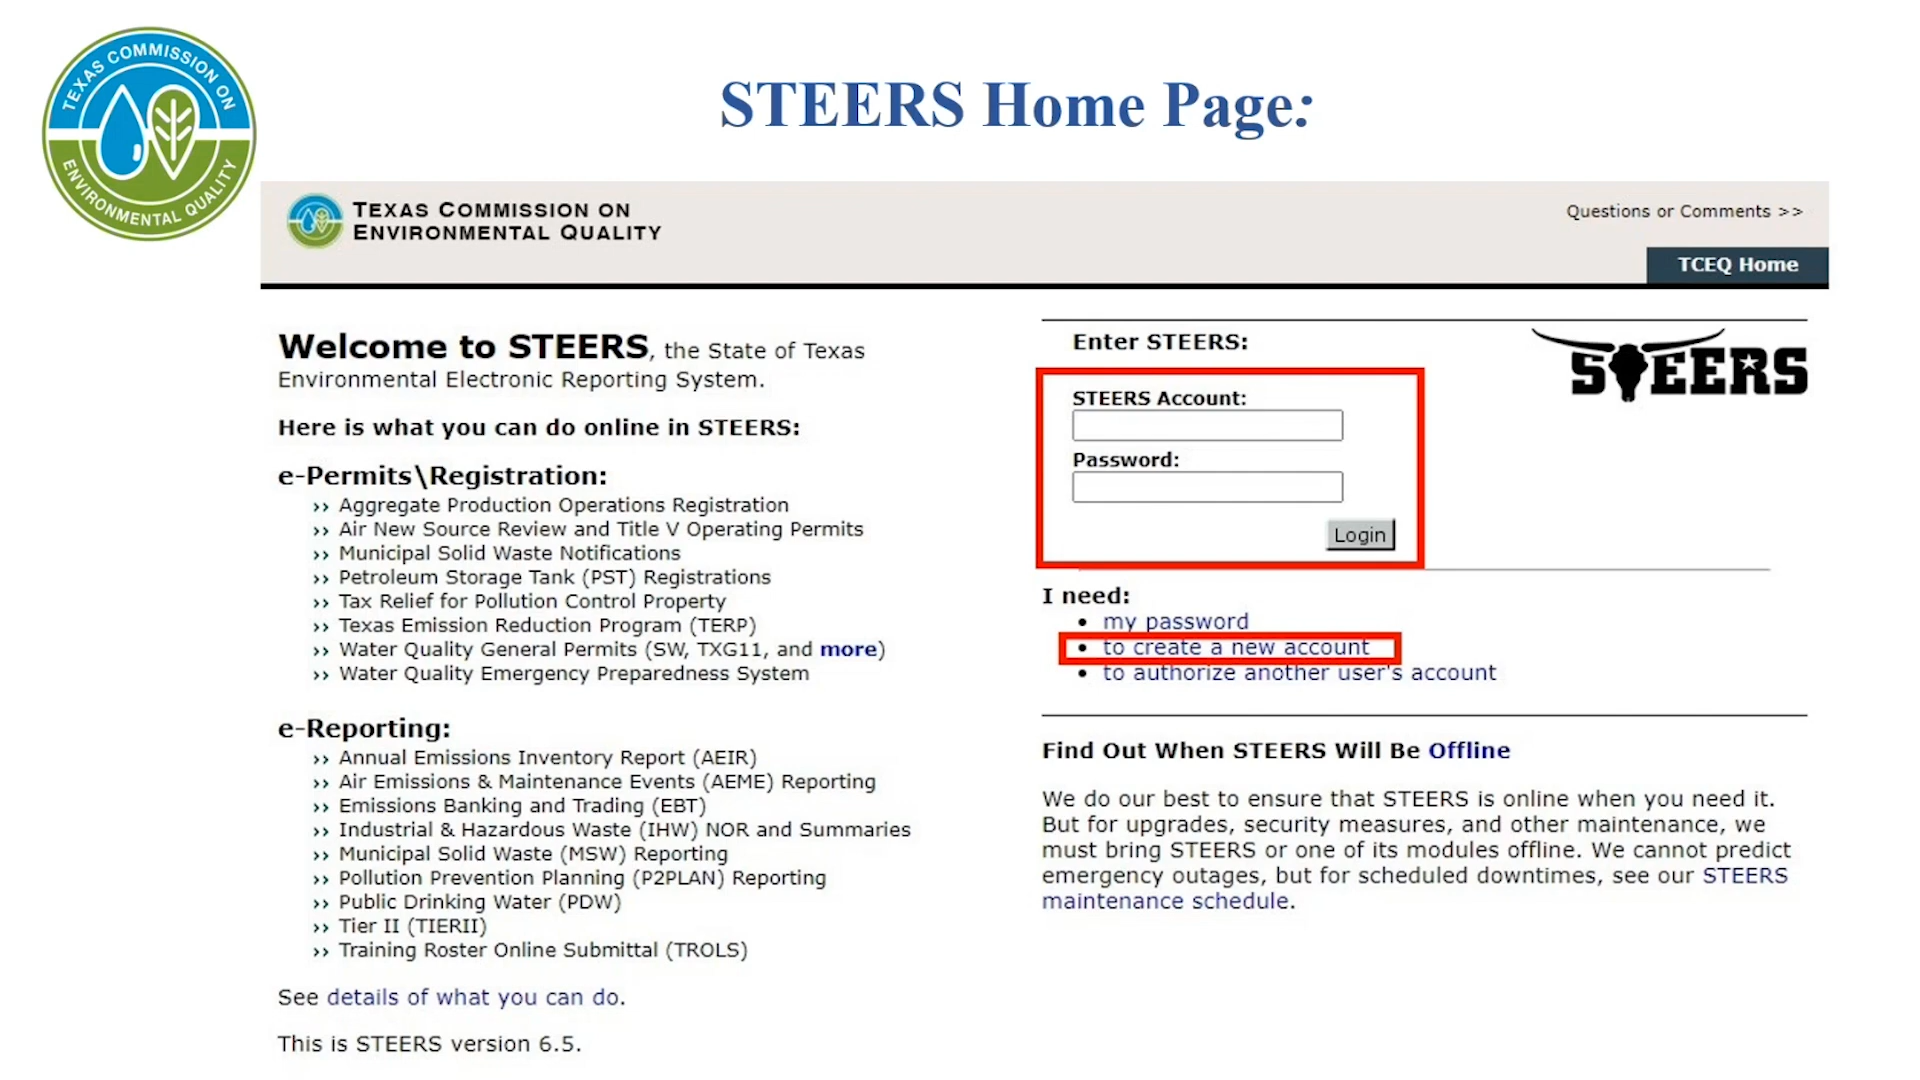 TEXAS COMMISSION ON
ENVIRONMENTAL QUALITY
STEERS Home Page:
TEXAS COMMISSION ON
ENVIRONMENTAL QUALITY
Questions or Comments >>
TCEQ Home
Welcome to STEERS, the State of Texas
Environmental Electronic Reporting System.
Here is what you can do online in STEERS:
e-Permits\Registration:
›› Aggregate Production Operations Registration
›› Air New Source Review and Title V Operating Permits
›› Municipal Solid Waste Notifications
›› Petroleum Storage Tank (PST) Registrations
›› Tax Relief for Pollution Control Property
›› Texas Emission Reduction Program (TERP)
›› Water Quality General Permits (SW, TXG11, and more)
›› Water Quality Emergency Preparedness System
e-Reporting:
›› Annual Emissions Inventory Report (AEIR)
›› Air Emissions & Maintenance Events (AEME) Reporting
›› Emissions Banking and Trading (EBT)
›› Industrial & Hazardous Waste (IHW) NOR and Summaries
›› Municipal Solid Waste (MSW) Reporting
›› Pollution Prevention Planning (P2PLAN) Reporting
›› Public Drinking Water (PDW)
›› Tier II (TIERII)
›› Training Roster Online Submittal (TROLS)
See details of what you can do.
This is STEERS version 6.5.
Enter STEERS:
STEERS
STEERS Account:
Password:
Login
I need:
• my password
• to create a new account
• to authorize another user's account
Find Out When STEERS Will Be Offline
We do our best to ensure that STEERS is online when you need it.
But for upgrades, security measures, and other maintenance, we
must bring STEERS or one of its modules offline. We cannot predict
emergency outages, but for scheduled downtimes, see our STEERS
maintenance schedule.